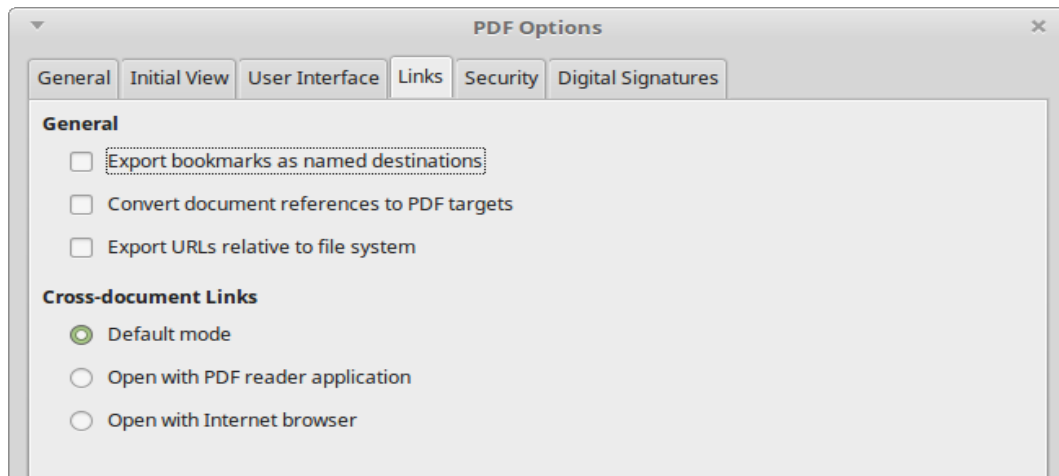 PDF Options
General Initial View User Interface Links Security Digital Signatures
General
Export bookmarks as named destinations
Convert document references to PDF targets
Export URLs relative to file system
Cross-document Links
Default mode
Open with PDF reader application
Open with Internet browser